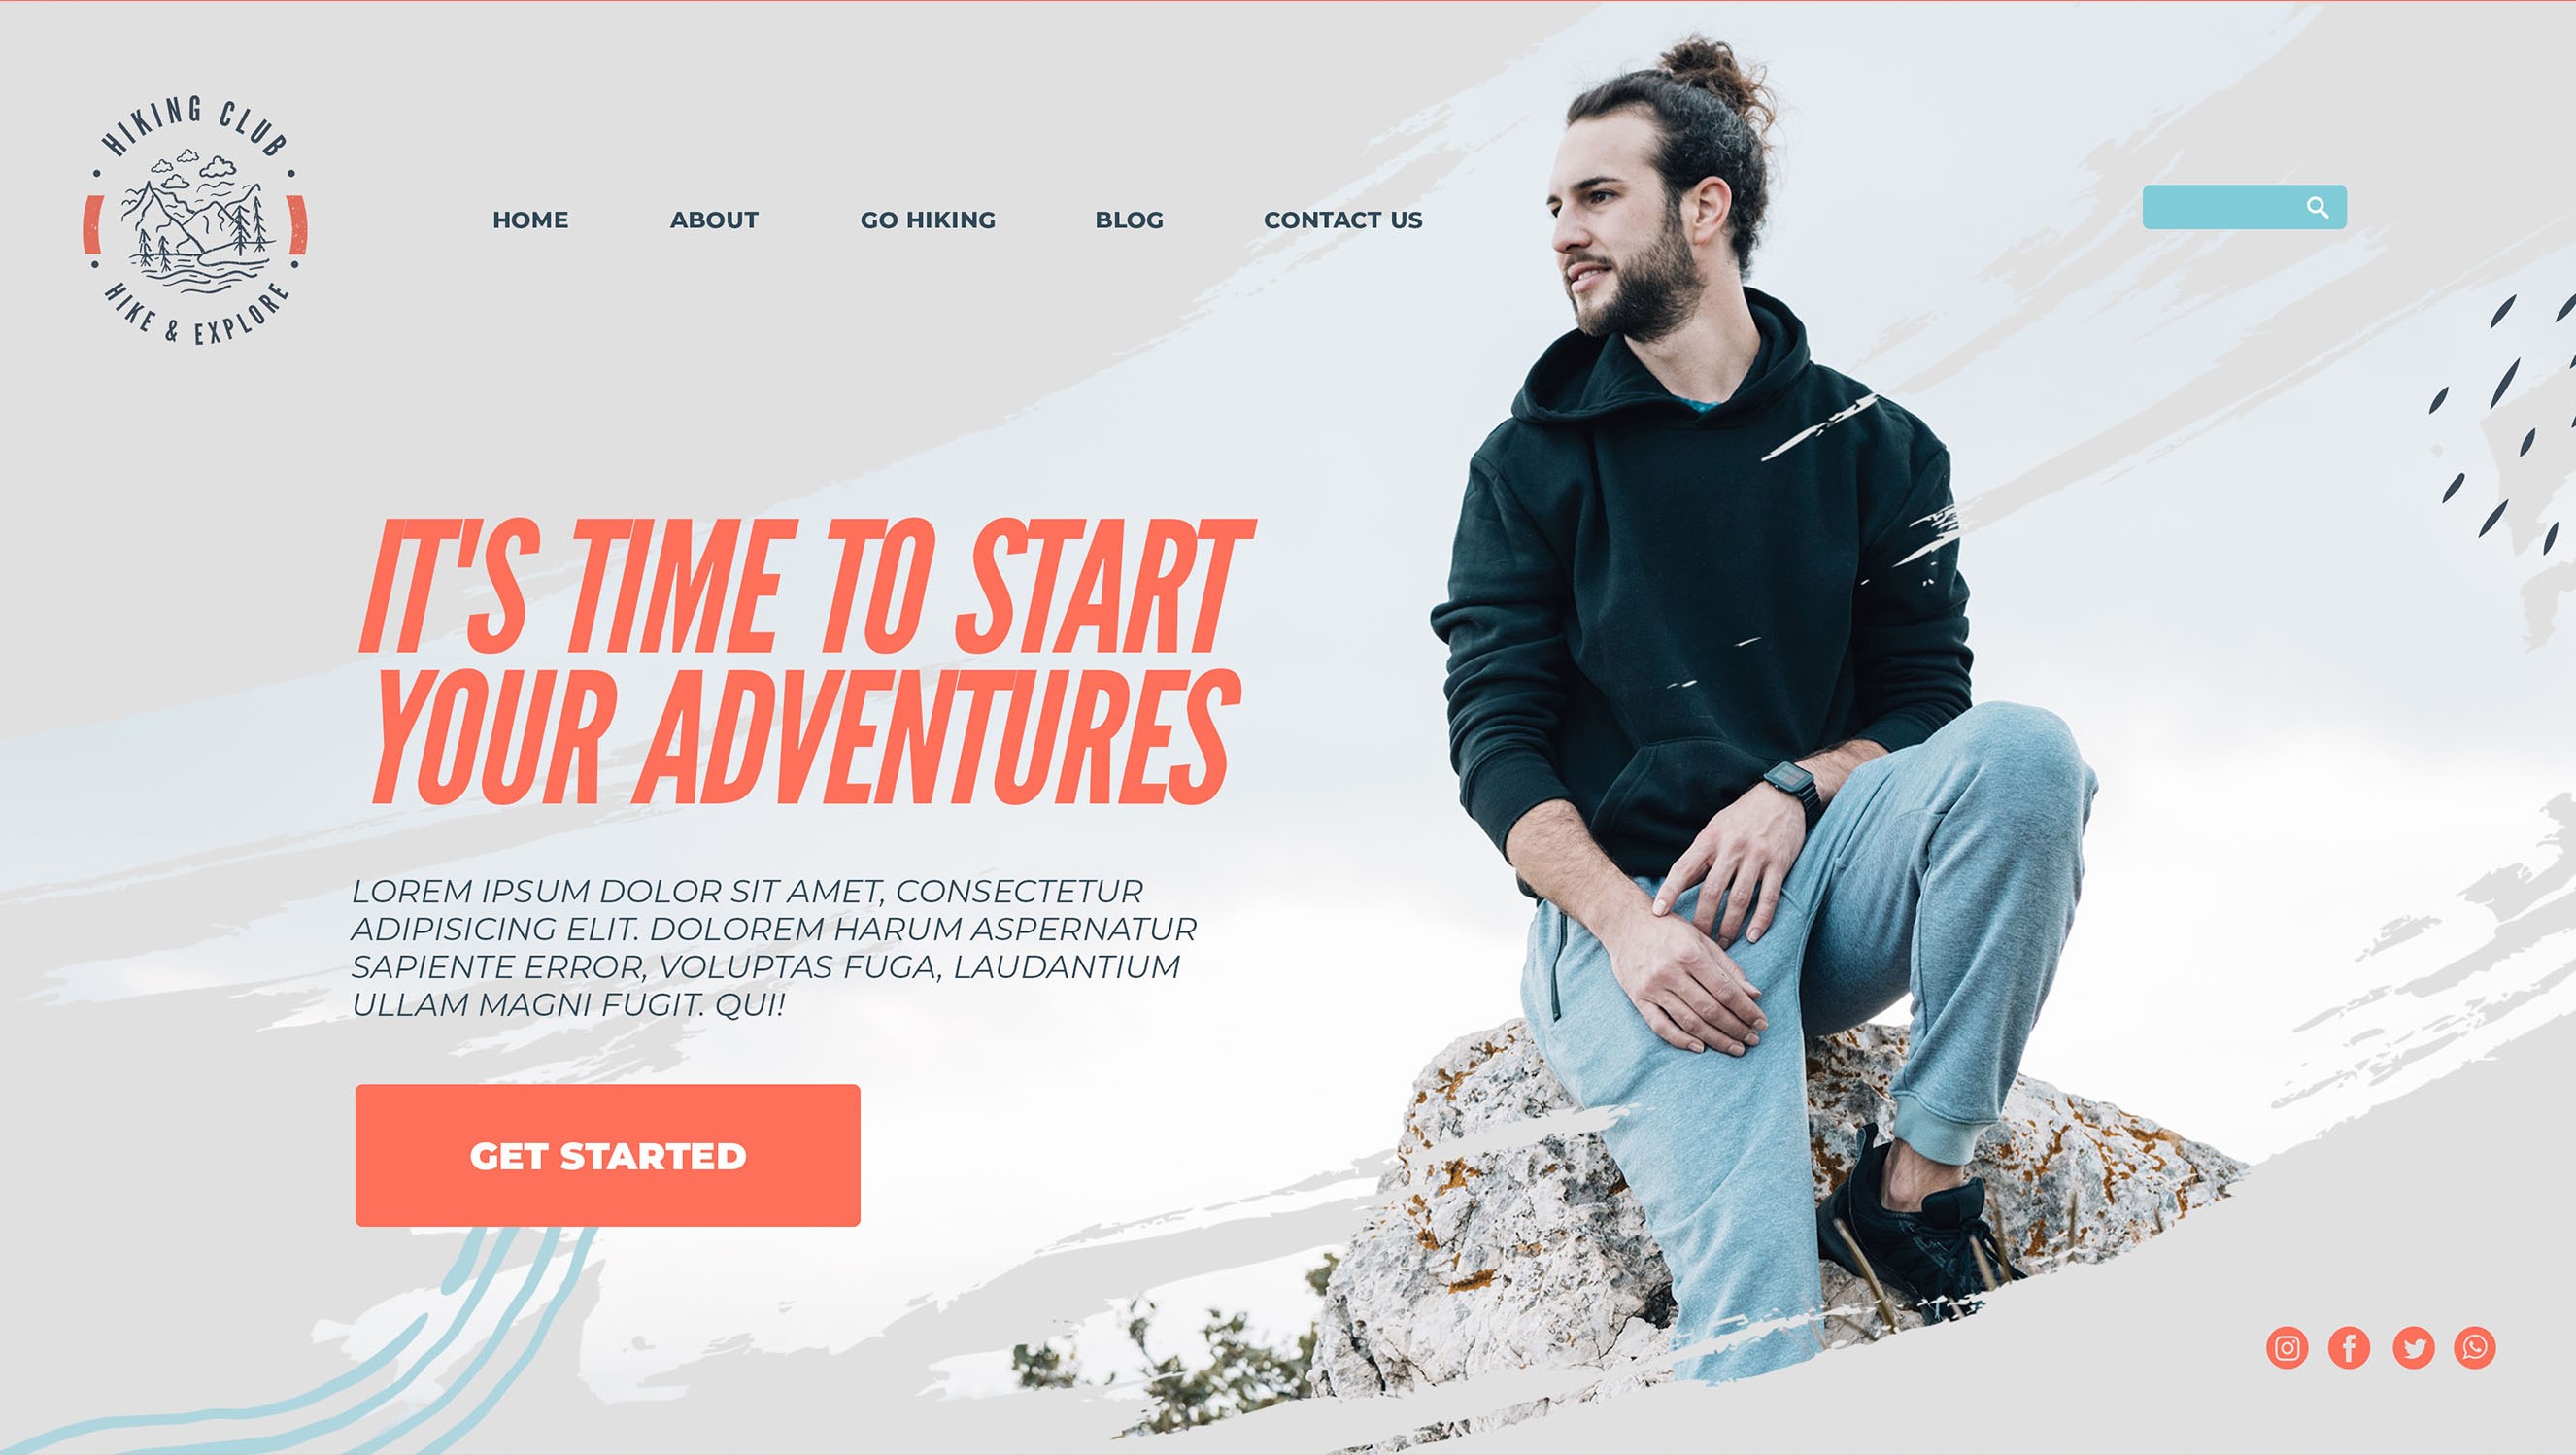 HIKING CLUB
HIKE & EXPLORE
HOME ABOUT GO HIKING BLOG CONTACT US
IT'S TIME TO START
YOUR ADVENTURES
LOREM IPSUM DOLOR SIT AMET, CONSECTETUR
ADIPISICING ELIT. DOLOREM HARUM ASPERNATUR
SAPIENTE ERROR, VOLUPTAS FUGA, LAUDANTIUM
ULLAM MAGNI FUGIT. QUI!
GET STARTED